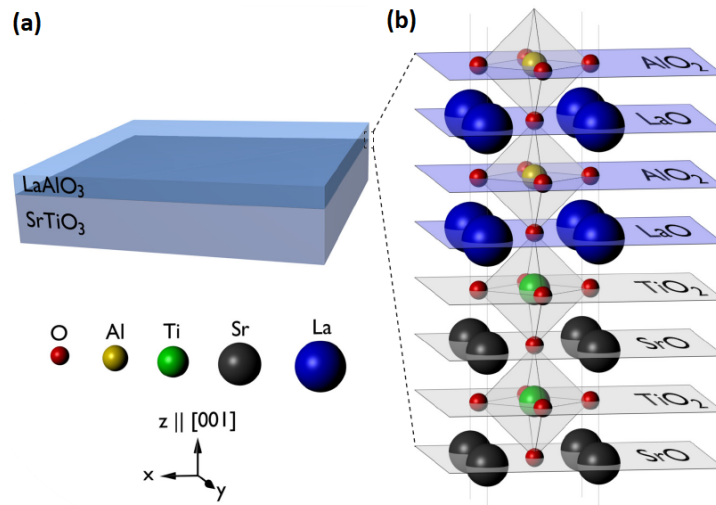 (a)
LaAlO₃
SrTiO₃
O Al Ti Sr La
z || [001]
x
y
(b)
AlO₂
LaO
AlO₂
LaO
TiO₂
SrO
TiO₂
SrO